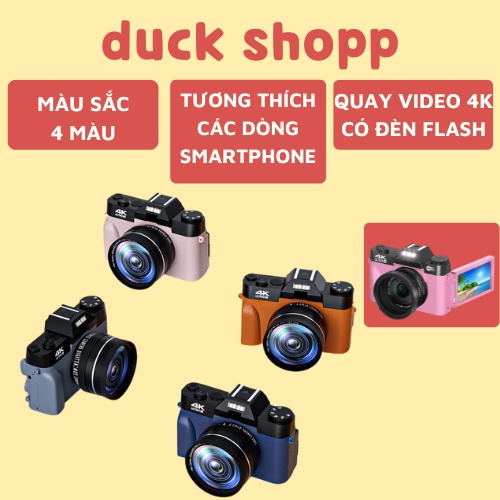 duck shopp
MÀU SẮC
4 MÀU
TƯƠNG THÍCH
CÁC DÒNG
SMARTPHONE
QUAY VIDEO 4K
CÓ ĐÈN FLASH
4K
4K
4K
4K